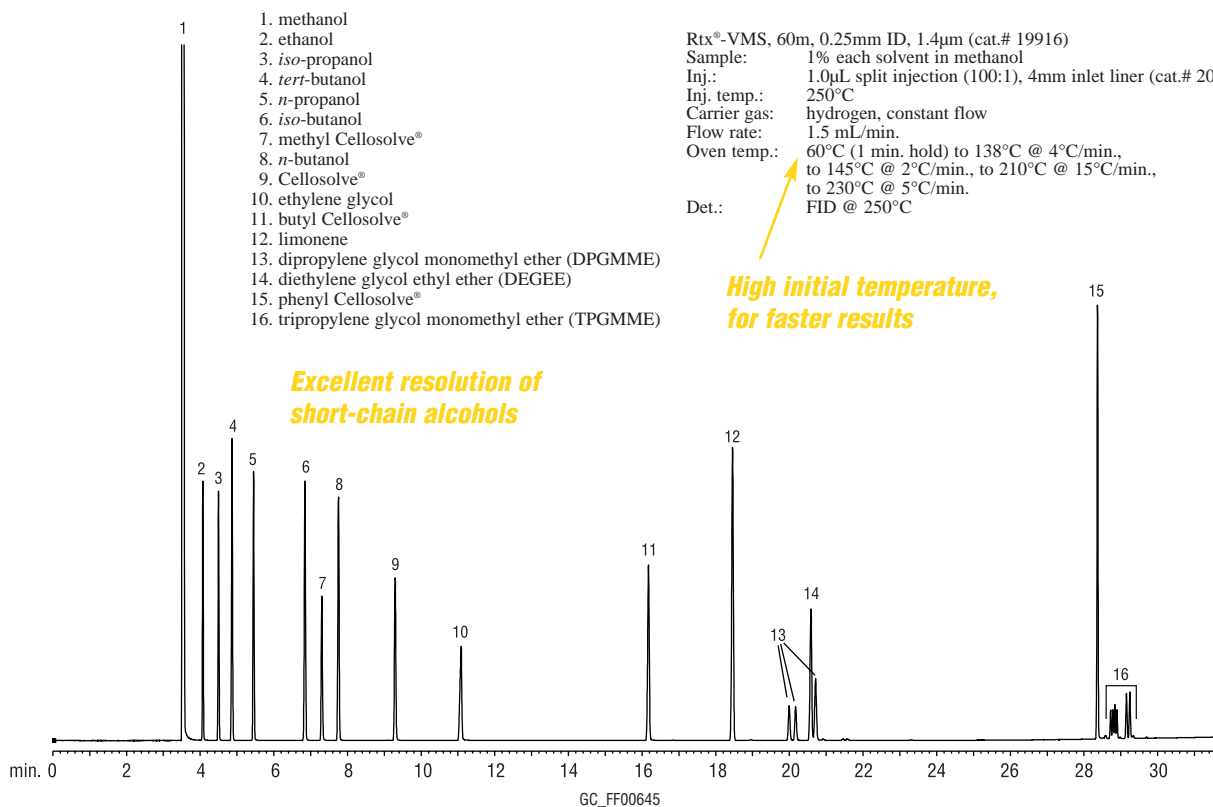 1. methanol
2. ethanol
3. iso-propanol
4. tert-butanol
5. n-propanol
6. iso-butanol
7. methyl Cellosolve®
8. n-butanol
9. Cellosolve®
10. ethylene glycol
11. butyl Cellosolve®
12. limonene
13. dipropylene glycol monomethyl ether (DPGMME)
14. diethylene glycol ethyl ether (DEGEE)
15. phenyl Cellosolve®
16. tripropylene glycol monomethyl ether (TPGMME)
Rtx®-VMS, 60m, 0.25mm ID, 1.4µm (cat.# 19916)
Sample: 1% each solvent in methanol
Inj.: 1.0µL split injection (100:1), 4mm inlet liner (cat.# 20
Inj. temp.: 250°C
Carrier gas: hydrogen, constant flow
Flow rate: 1.5 mL/min.
Oven temp.: 60°C (1 min. hold) to 138°C @ 4°C/min.,
to 145°C @ 2°C/min., to 210°C @ 15°C/min.,
to 230°C @ 5°C/min.
Det.: FID @ 250°C
High initial temperature,
for faster results
Excellent resolution of
short-chain alcohols
1
2
3
4
5
6
7
8
9
10
11
12
13
14
15
16
min. 0 2 4 6 8 10 12 14 16 18 20 22 24 26 28 30
GC_FF00645